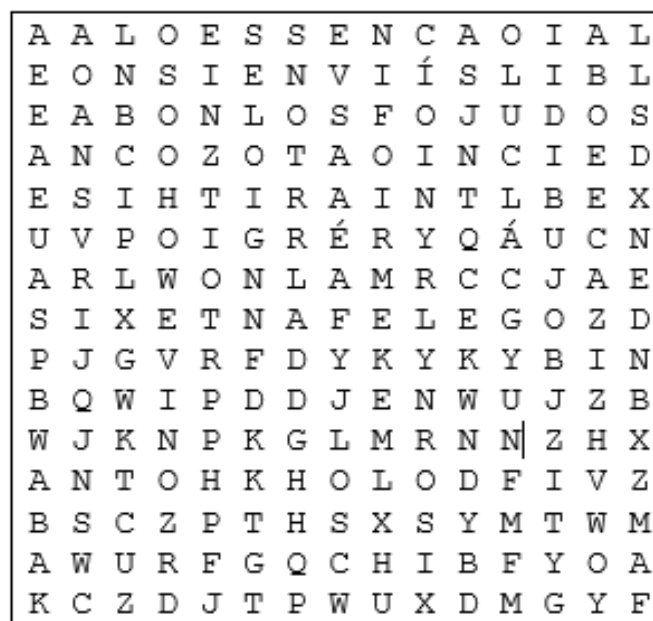 A A L O E S S E N C A O I A L
E O N S I E N V I Í S L I B L
E A B O N L O S F O J U D O S
A N C O Z O T A O I N C I E D
E S I H T I R A I N T L B E X
U V P O I G R É R Y Q Á U C N
A R L W O N L A M R C C J A E
S I X E T N A F E L E G O Z D
P J G V R F D Y K Y K Y B I N
B Q W I P D D J E N W U J Z B
W J K N P K G L M R N N Z H X
A N T O H K H O L O D F I V Z
B S C Z P T H S X S Y M T W M
A W U R F G Q C H I B F Y O A
K C Z D J T P W U X D M G Y F